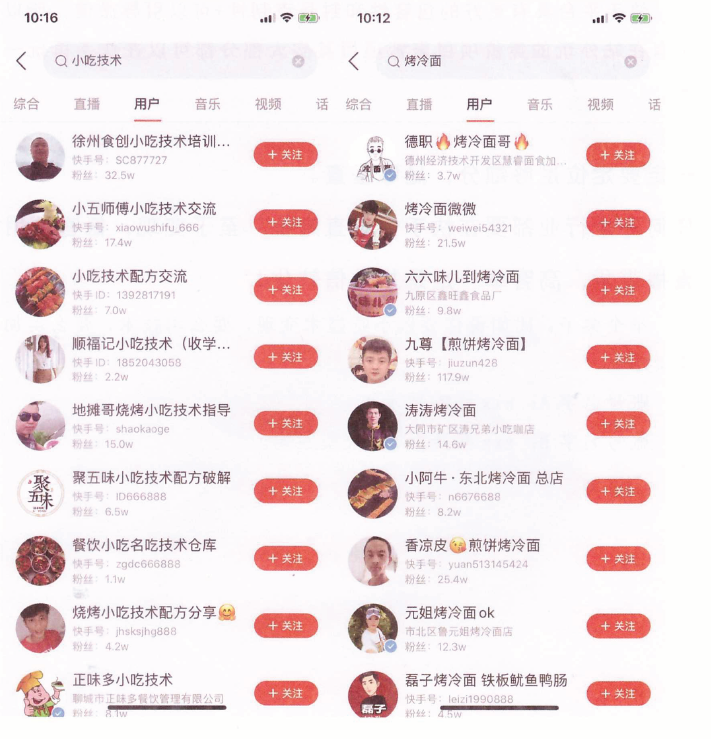 10:16
小吃技术
综合 直播 用户 音乐 视频 话
徐州食创小吃技术培训...
快手号: SC877727
粉丝: 32.5w
+ 关注
小五师傅小吃技术交流
快手号: xiaowushifu_666
粉丝: 17.4w
+ 关注
小吃技术配方交流
快手ID: 1392817191
粉丝: 7.0w
+ 关注
顺福记小吃技术（收学...
快手ID: 1852043058
粉丝: 2.2w
+ 关注
地摊哥烧烤小吃技术指导
快手号: shaokaoge
粉丝: 15.0w
+ 关注
聚五味
聚五味小吃技术配方破解
快手号: ID666888
粉丝: 6.5w
+ 关注
餐饮小吃名吃技术仓库
快手号: zgdc666888
粉丝: 1.1w
+ 关注
烧烤小吃技术配方分享🤗
快手号: jhsksjhg888
粉丝: 4.2w
+ 关注
正味多小吃技术
聊城市正味多餐饮管理有限公司
粉丝: 8.1w
+ 关注
10:12
烤冷面
综合 直播 用户 音乐 视频 话
德职🔥烤冷面哥🔥
德州经济技术开发区慧睿面食加...
粉丝: 3.7w
+ 关注
烤冷面微微
快手号: weiwei54321
粉丝: 21.5w
+ 关注
六六味儿到烤冷面
九原区鑫旺鑫食品厂
粉丝: 9.8w
+ 关注
九尊【煎饼烤冷面】
快手号: jiuzun428
粉丝: 117.9w
+ 关注
涛涛烤冷面
大同市矿区涛兄弟小吃咖店
粉丝: 14.6w
+ 关注
小阿牛·东北烤冷面 总店
快手号: n6676688
粉丝: 8.2w
+ 关注
香凉皮😘煎饼烤冷面
快手号: yuan513145424
粉丝: 25.4w
+ 关注
元姐烤冷面ok
市北区鲁元姐烤冷面店
粉丝: 12.3w
+ 关注
磊子
磊子烤冷面 铁板鱿鱼鸭肠
快手号: leizi1990888
粉丝: 4.5w
+ 关注